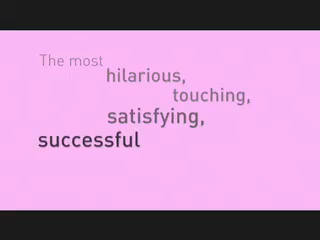 The most
hilarious,
touching,
satisfying,
successful